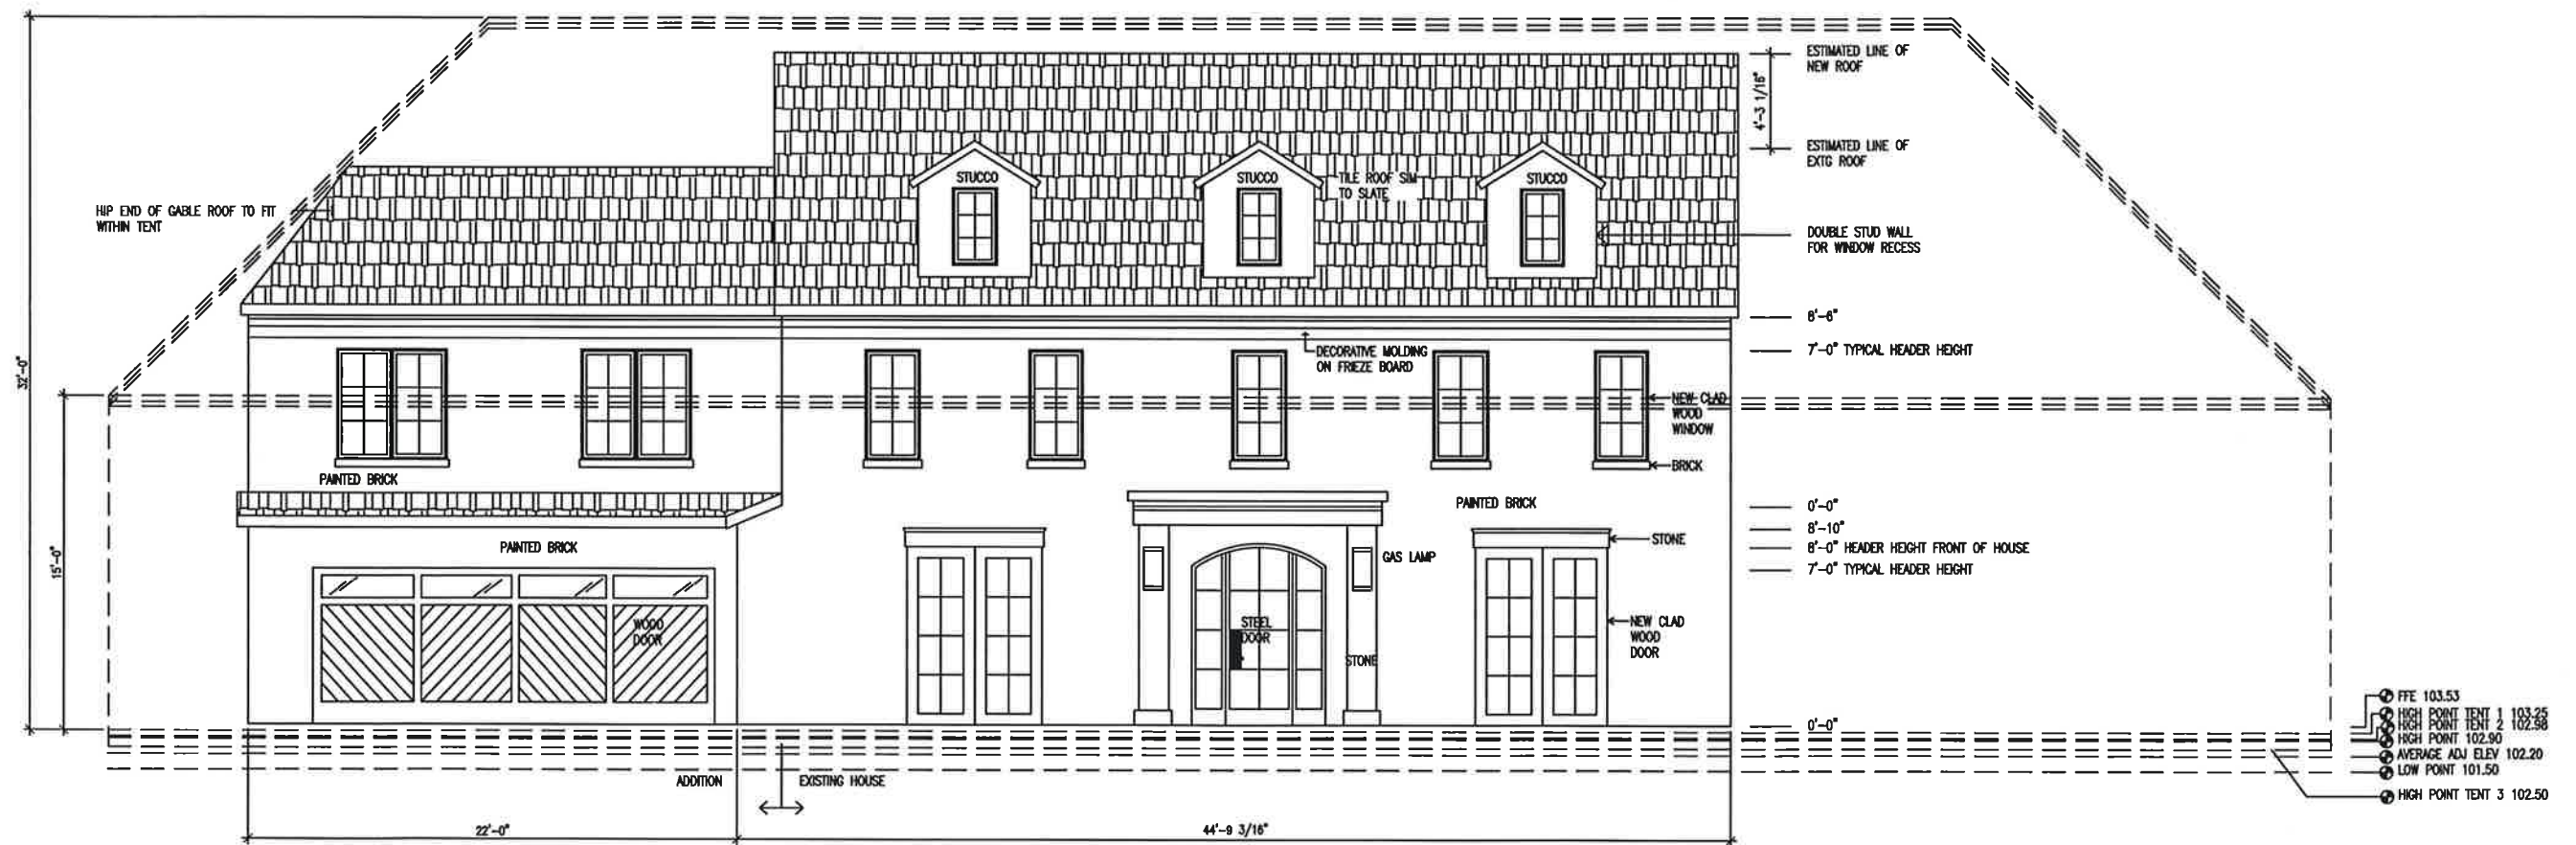 ESTIMATED LINE OF
NEW ROOF
4'-3 1/16"
ESTIMATED LINE OF
EXTG ROOF
STUCCO
STUCCO
STUCCO
TILE ROOF SIM
TO SLATE
HIP END OF GABLE ROOF TO FIT
WITHIN TENT
DOUBLE STUD WALL
FOR WINDOW RECESS
8'-6"
7'-0" TYPICAL HEADER HEIGHT
DECORATIVE MOLDING
ON FRIEZE BOARD
32'-0"
NEW CLAD
WOOD
WINDOW
BRICK
PAINTED BRICK
PAINTED BRICK
0'-0"
8'-10"
8'-0" HEADER HEIGHT FRONT OF HOUSE
7'-0" TYPICAL HEADER HEIGHT
STONE
PAINTED BRICK
GAS LAMP
15'-0"
WOOD
DOOR
STEEL
DOOR
NEW CLAD
WOOD
DOOR
STONE
FFE 103.53
HIGH POINT TENT 1 103.25
HIGH POINT TENT 2 102.98
0'-0"
HIGH POINT 102.90
AVERAGE ADJ ELEV 102.20
LOW POINT 101.50
HIGH POINT TENT 3 102.50
ADDITION
EXISTING HOUSE
22'-0"
44'-9 3/16"